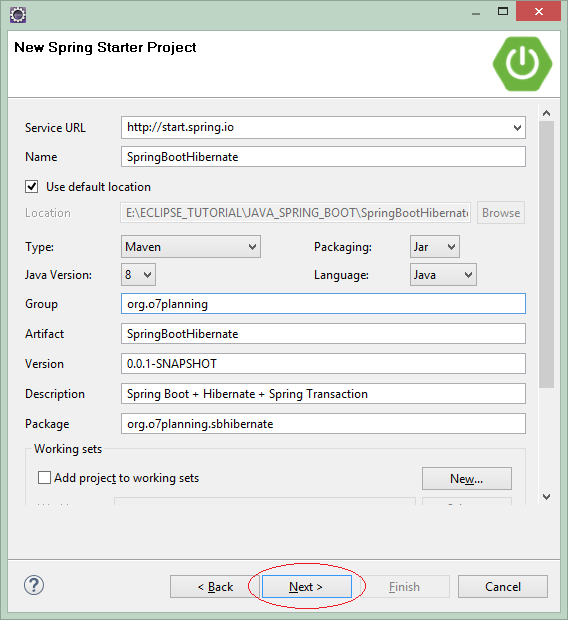 New Spring Starter Project
Service URL http://start.spring.io
Name SpringBootHibernate
Use default location
Location E:\ECLIPSE_TUTORIAL\JAVA_SPRING_BOOT\SpringBootHibernate Browse
Type: Maven Packaging: Jar
Java Version: 8 Language: Java
Group org.o7planning
Artifact SpringBootHibernate
Version 0.0.1-SNAPSHOT
Description Spring Boot + Hibernate + Spring Transaction
Package org.o7planning.sbhibernate
Working sets
Add project to working sets New...
? < Back Next > Finish Cancel